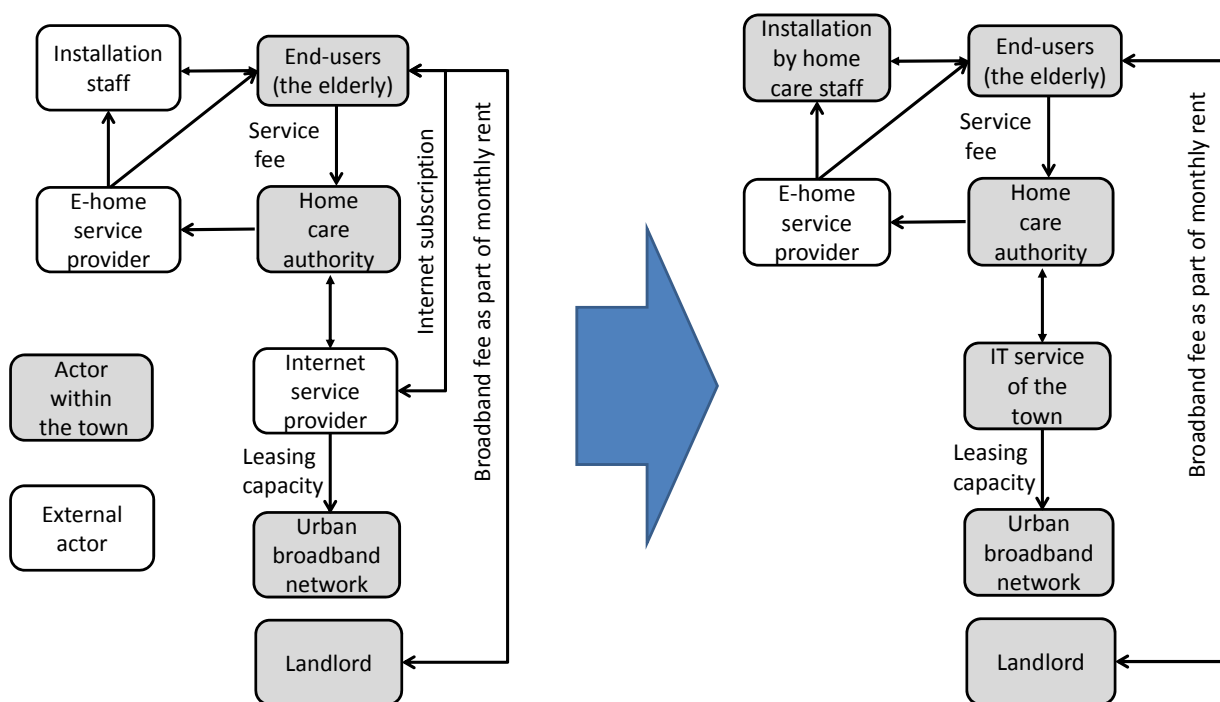 Installation
staff
End-users
(the elderly)
Service
fee
E-home
service
provider
Home
care
authority
Internet subscription
Broadband fee as part of monthly rent
Actor
within
the town
Internet
service
provider
Leasing
capacity
External
actor
Urban
broadband
network
Landlord
Installation
by home
care staff
End-users
(the elderly)
Service
fee
E-home
service
provider
Home
care
authority
Broadband fee as part of monthly rent
IT service
of the
town
Leasing
capacity
Urban
broadband
network
Landlord